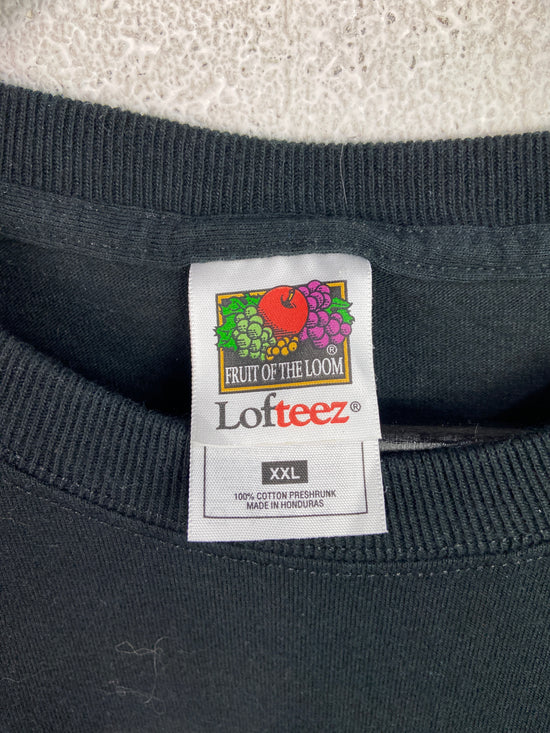 ®
FRUIT OF THE LOOM
Lofteez®
XXL
100% COTTON PRESHRUNK
MADE IN HONDURAS